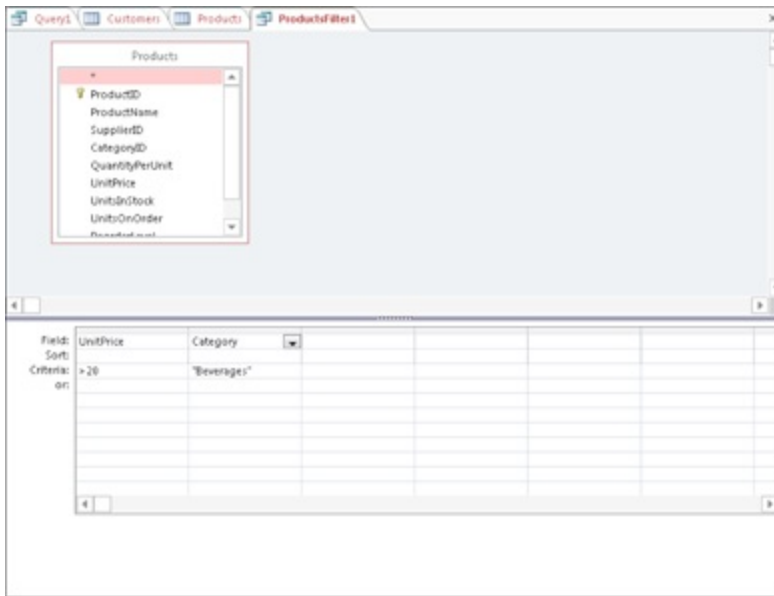 Query1 Customers Products ProductsFilter1
Products
*
ProductID
ProductName
SupplierID
CategoryID
QuantityPerUnit
UnitPrice
UnitsInStock
UnitsOnOrder
Field: UnitPrice Category
Sort:
Criteria: >20 "Beverages"
or: